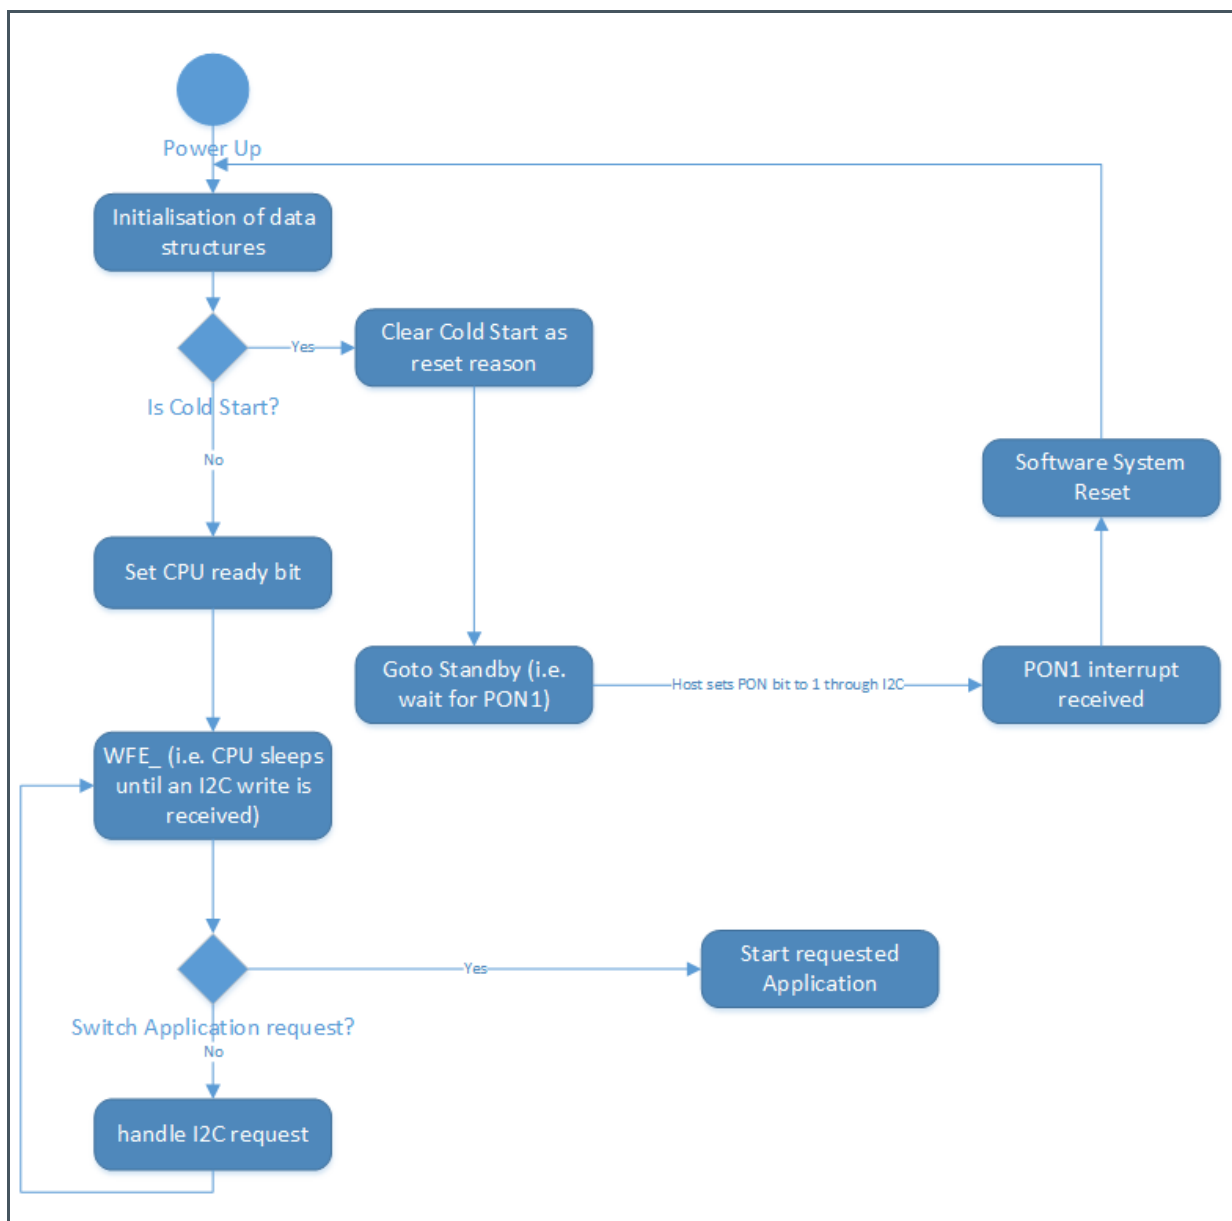 Power Up
Initialisation of data
structures
Is Cold Start?
Yes
Clear Cold Start as
reset reason
No
Software System
Reset
Set CPU ready bit
Goto Standby (i.e.
wait for PON1)
Host sets PON bit to 1 through I2C
PON1 interrupt
received
WFE_ (i.e. CPU sleeps
until an I2C write is
received)
Switch Application request?
Yes
Start requested
Application
No
handle I2C request